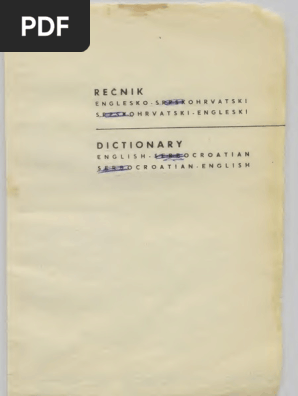 PDF
REČNIK
ENGLESKO-SRPSKOHRVATSKI
SRPSKOHRVATSKI-ENGLESKI
DICTIONARY
ENGLISH-SERBOCROATIAN
SERBOCROATIAN-ENGLISH